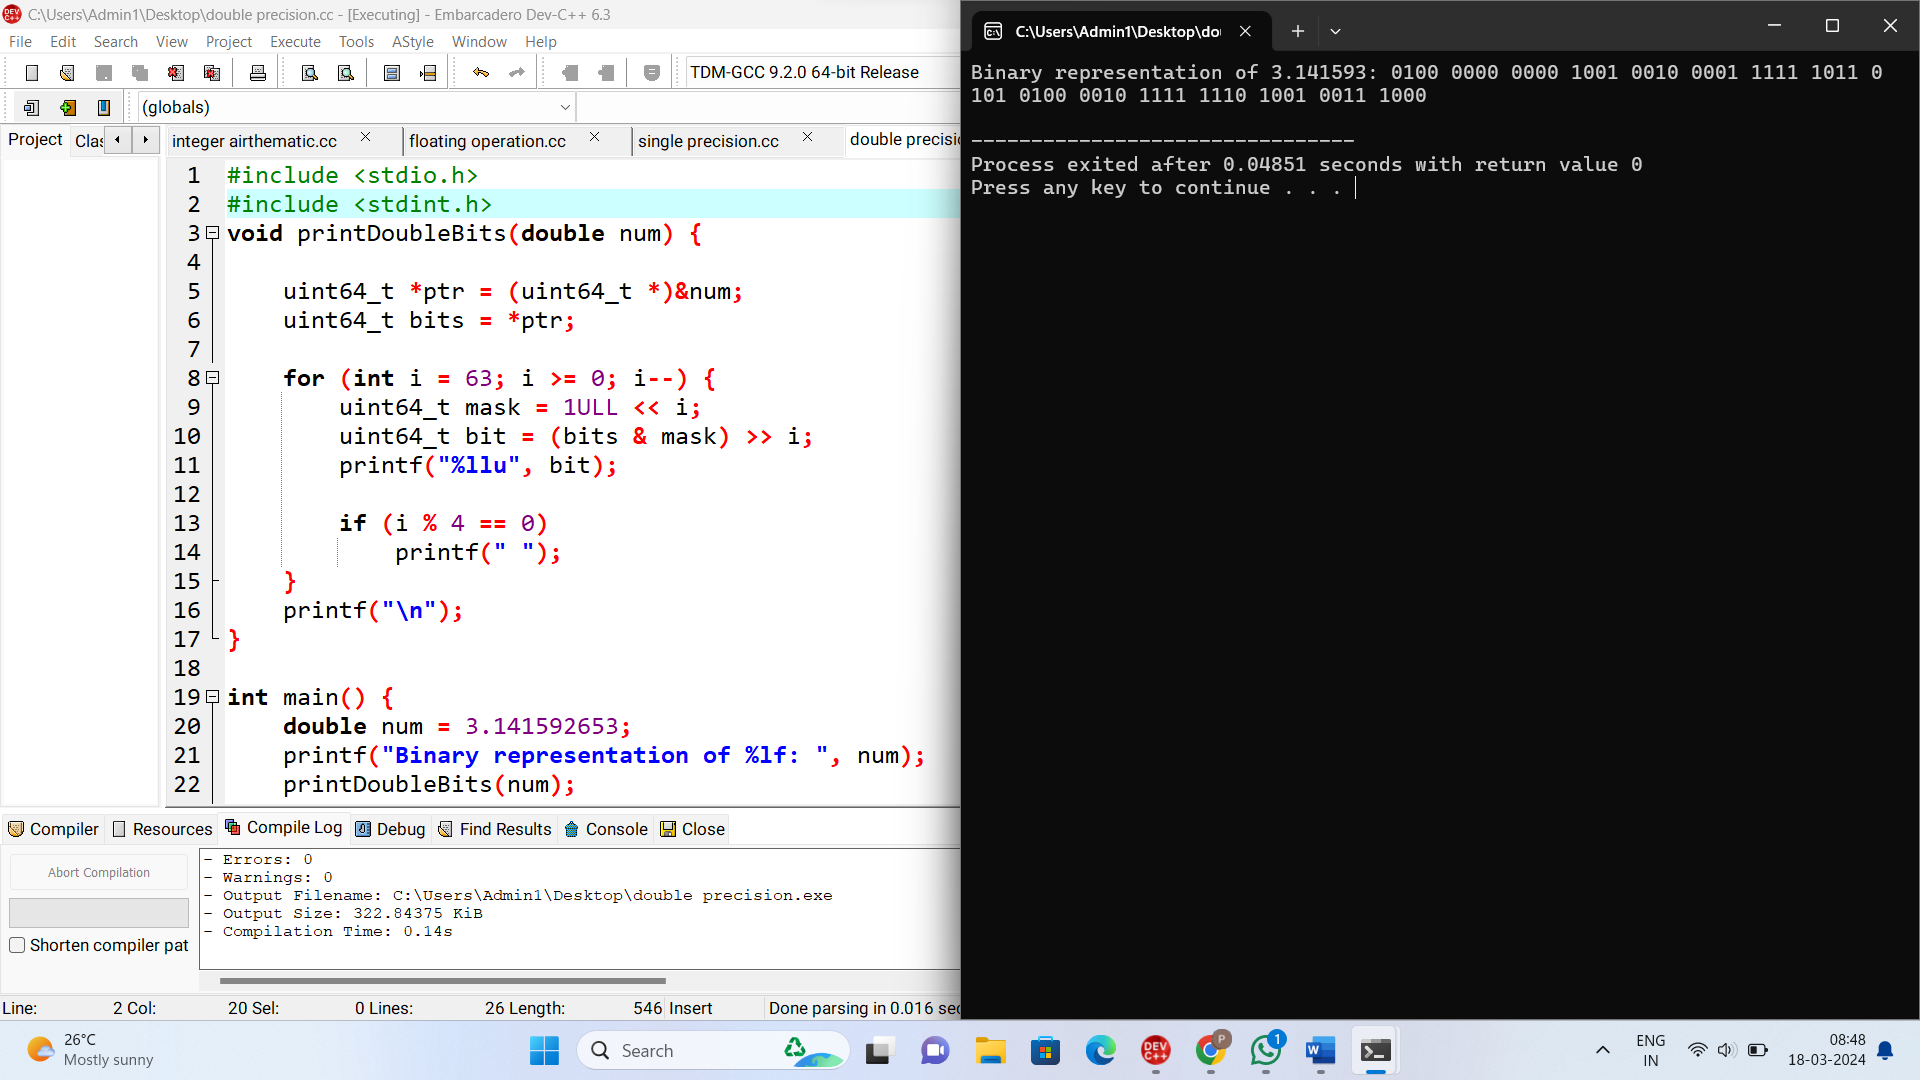 C:\Users\Admin1\Desktop\double precision.cc - [Executing] - Embarcadero Dev-C++ 6.3
File Edit Search View Project Execute Tools AStyle Window Help
TDM-GCC 9.2.0 64-bit Release
(globals)
Project Clas
integer airthematic.cc floating operation.cc single precision.cc double precisio
1 #include <stdio.h>
2 #include <stdint.h>
3 void printDoubleBits(double num) {
4
5 uint64_t *ptr = (uint64_t *)&num;
6 uint64_t bits = *ptr;
7
8 for (int i = 63; i >= 0; i--) {
9 uint64_t mask = 1ULL << i;
10 uint64_t bit = (bits & mask) >> i;
11 printf("%llu", bit);
12
13 if (i % 4 == 0)
14 printf(" ");
15 }
16 printf("\n");
17 }
18
19 int main() {
20 double num = 3.141592653;
21 printf("Binary representation of %lf: ", num);
22 printDoubleBits(num);
Compiler Resources Compile Log Debug Find Results Console Close
Abort Compilation
Shorten compiler pat
- Errors: 0
- Warnings: 0
- Output Filename: C:\Users\Admin1\Desktop\double precision.exe
- Output Size: 322.84375 KiB
- Compilation Time: 0.14s
Line: 2 Col: 20 Sel: 0 Lines: 26 Length: 546 Insert Done parsing in 0.016 sec
C:\Users\Admin1\Desktop\do
Binary representation of 3.141593: 0100 0000 0000 1001 0010 0001 1111 1011 0
101 0100 0010 1111 1110 1001 0011 1000
--------------------------------
Process exited after 0.04851 seconds with return value 0
Press any key to continue . . .
26°C
Mostly sunny
Search
DEV C++
P
1
W
ENG
IN
08:48
18-03-2024